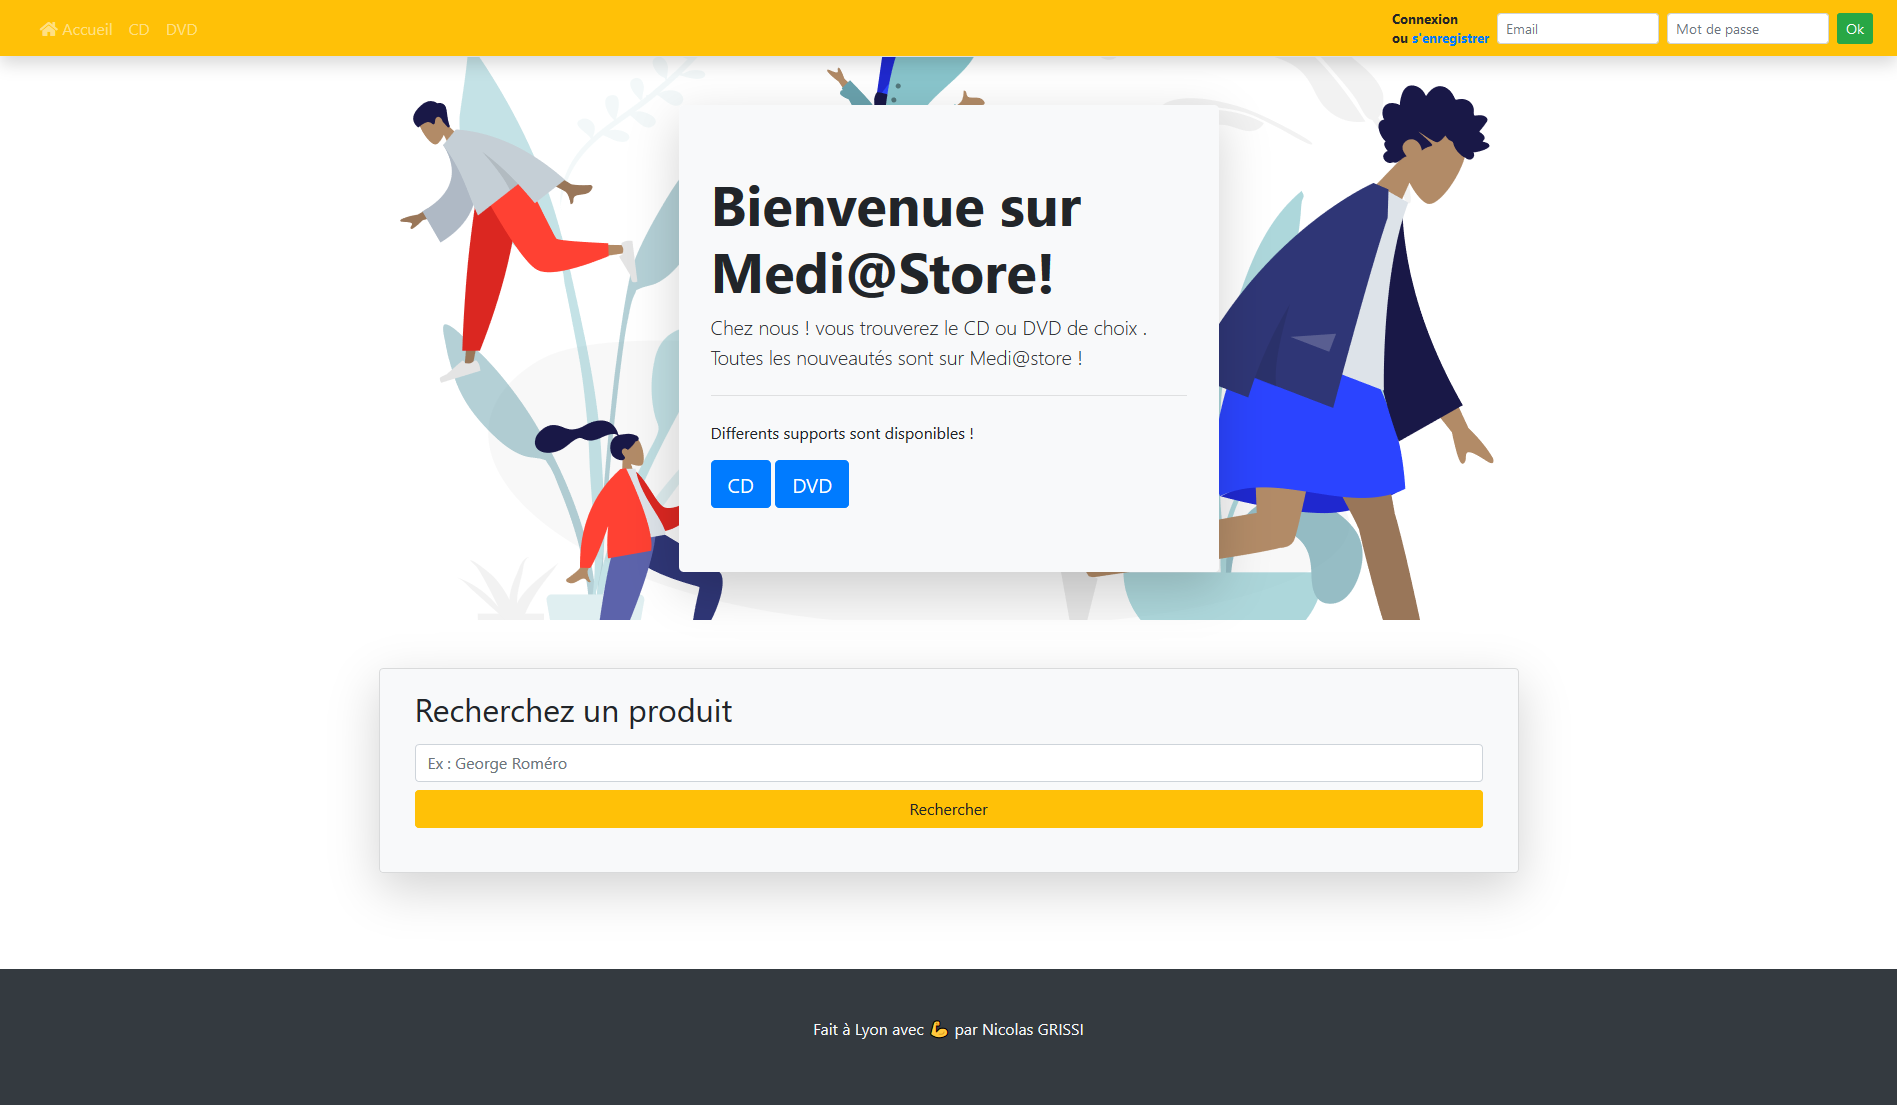 Accueil CD DVD
Connexion
ou s'enregistrer
Email
Mot de passe
Ok
Bienvenue sur
Medi@Store!
Chez nous ! vous trouverez le CD ou DVD de choix .
Toutes les nouveautés sont sur Medi@store !
Differents supports sont disponibles !
CD DVD
Recherchez un produit
Ex : George Roméro
Rechercher
Fait à Lyon avec 💪 par Nicolas GRISSI